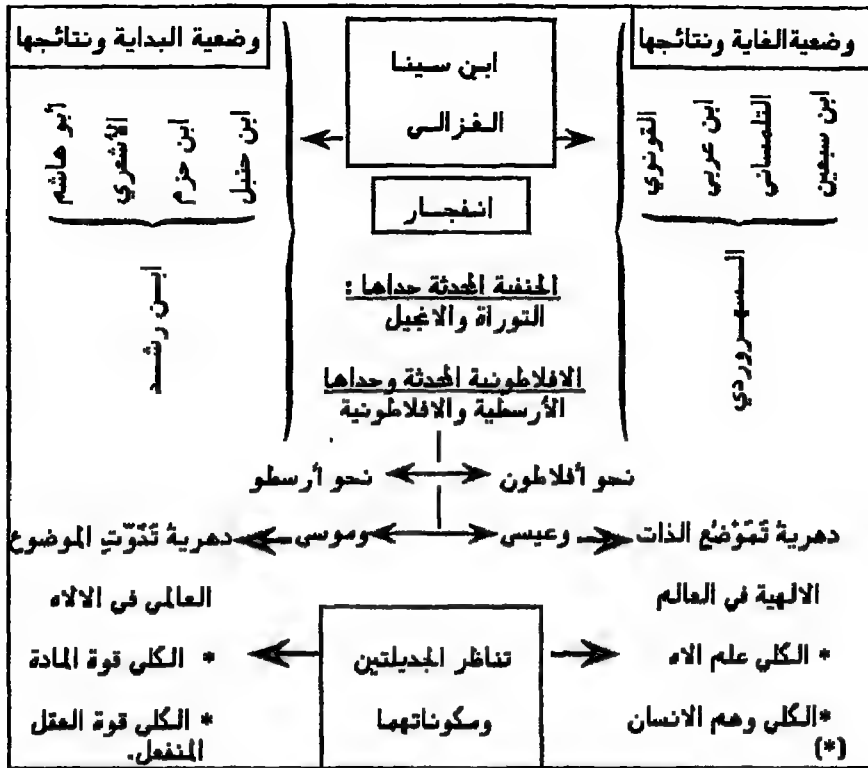 وضعية الغاية ونتائجها
ابن سبعين
التلمساني
ابن عربي
القونوي
السهروردي
ابن سينا
الغزالي
انفجار
وضعية البداية ونتائجها
ابن حنبل
ابن حزم
الأشعري
أبو هاشم
ابن رشد
الحنفية المحدثة حداها :
التوراة والانجيل
الافلاطونية المحدثة وحداها
الأرسطية والافلاطونية
نحو أفلاطون
نحو أرسطو
دهرية تَمَوْضُع الذات
وعيسى
وموسى
دهرية تَذَوّتِ الموضوع
الالهية في العالم
العالمي في الالاه
* الكلي علم الاه
* الكلي قوة المادة
*الكلي وهم الانسان
(*)
* الكلي قوة العقل
المنفعل.
تناظر الجديلتين
ومكوناتهما